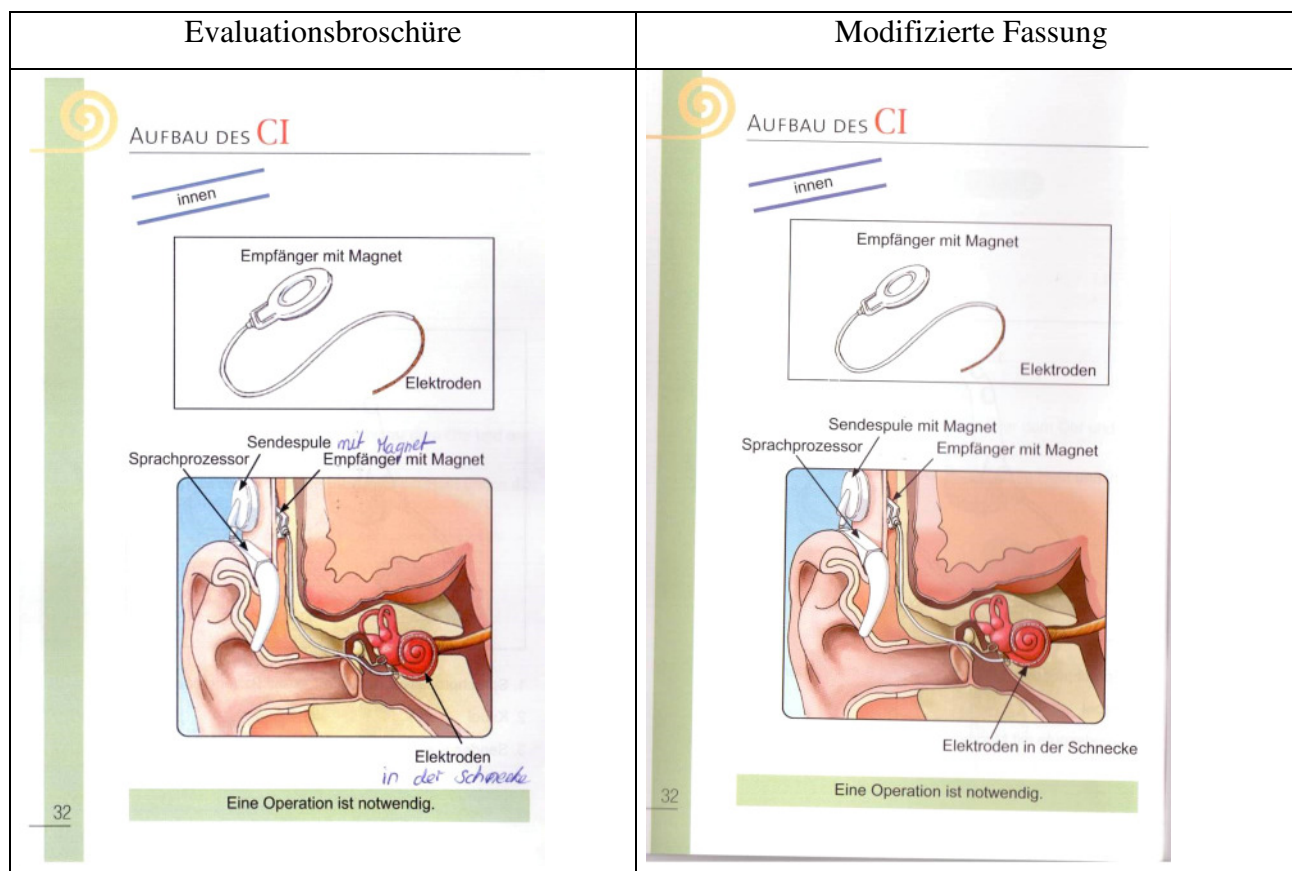 Evaluationsbroschüre
AUFBAU DES CI
innen
Empfänger mit Magnet
Elektroden
Sendespule mit Magnet
Sprachprozessor
Empfänger mit Magnet
Elektroden
in der Schnecke
Eine Operation ist notwendig.
32
Modifizierte Fassung
AUFBAU DES CI
innen
Empfänger mit Magnet
Elektroden
Sendespule mit Magnet
Sprachprozessor
Empfänger mit Magnet
Elektroden in der Schnecke
Eine Operation ist notwendig.
32